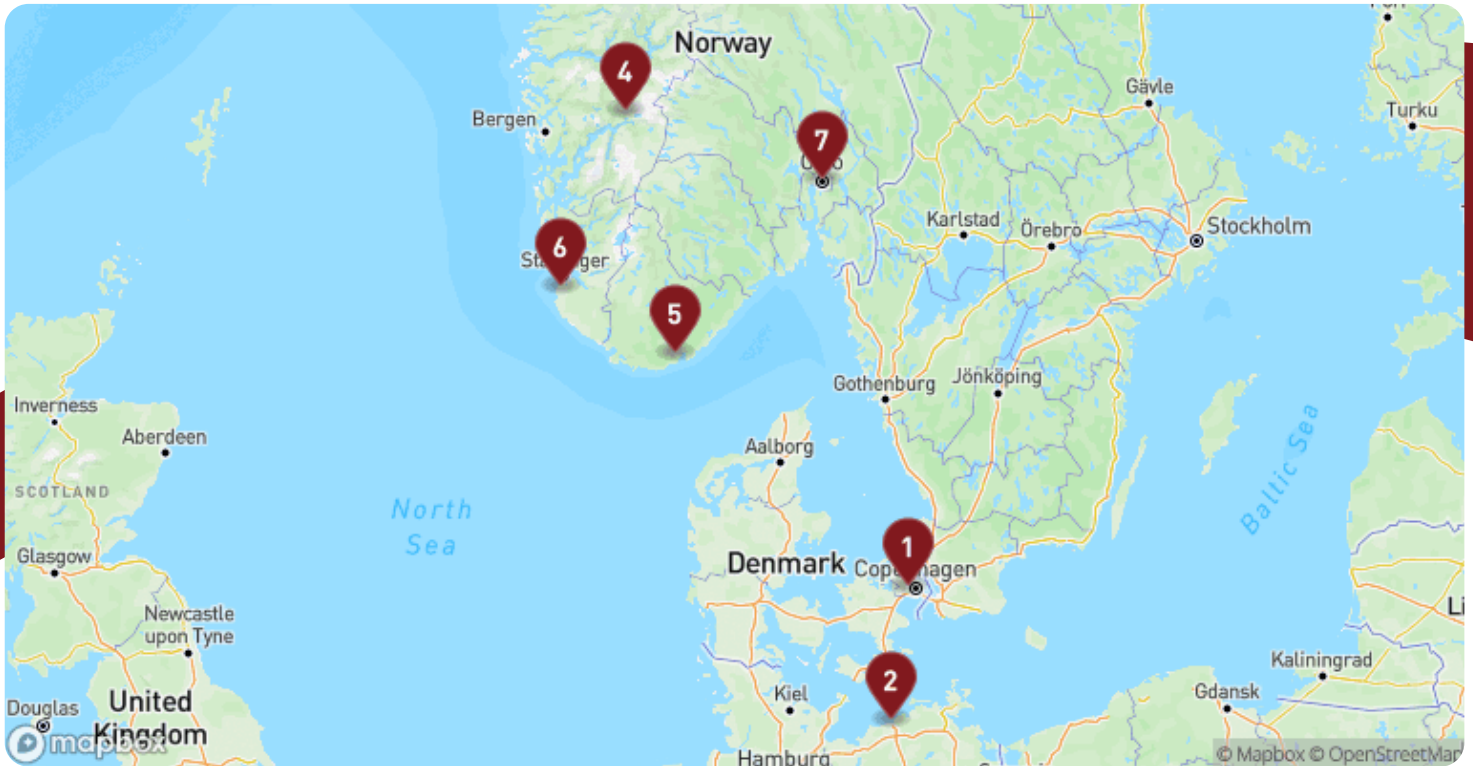 Norway
4
Gävle
Turku
Bergen
7
Karlstad
Örebro
Stockholm
6
5
Gothenburg
Jönköping
Inverness
Aberdeen
Aalborg
SCOTLAND
North
Sea
Baltic Sea
Glasgow
1
Denmark
Newcastle
upon Tyne
Kaliningrad
2
Kiel
Gdansk
United
Kingdom
Douglas
mapbox
Hamburg
© Mapbox © OpenStreetMap